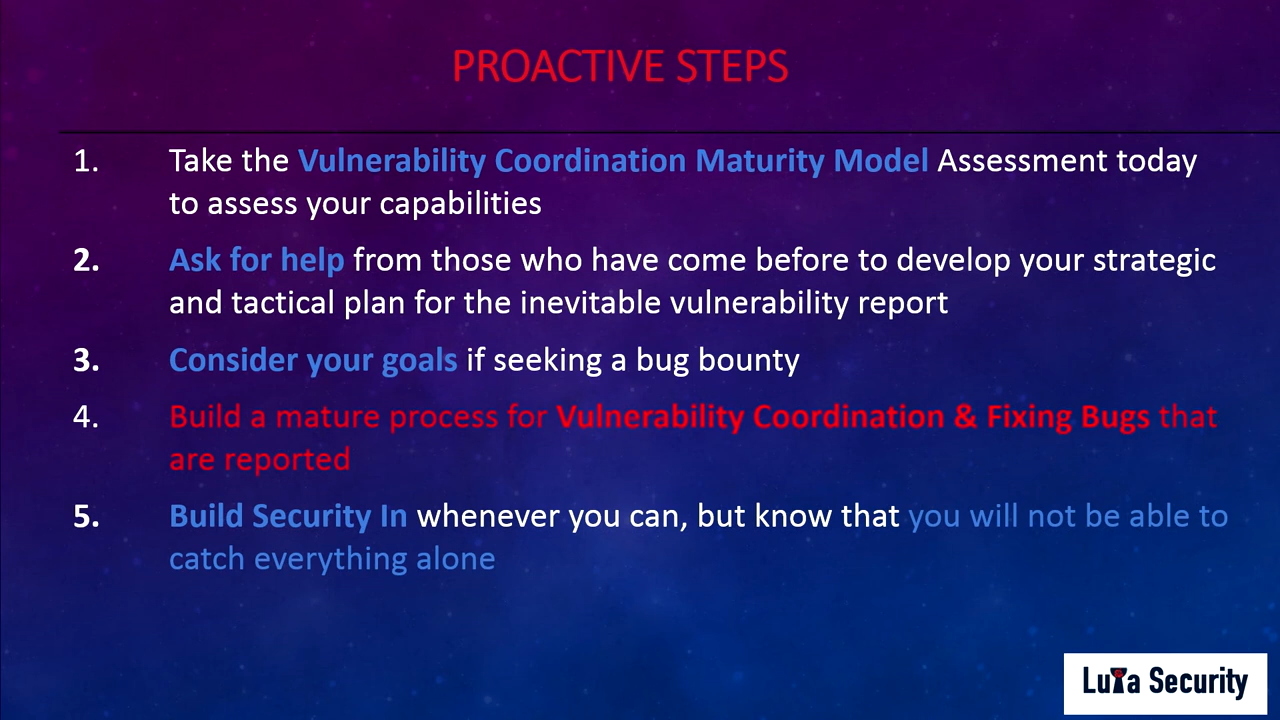 PROACTIVE STEPS
1. Take the Vulnerability Coordination Maturity Model Assessment today
to assess your capabilities
2. Ask for help from those who have come before to develop your strategic
and tactical plan for the inevitable vulnerability report
3. Consider your goals if seeking a bug bounty
4. Build a mature process for Vulnerability Coordination & Fixing Bugs that
are reported
5. Build Security In whenever you can, but know that you will not be able to
catch everything alone
Luta Security